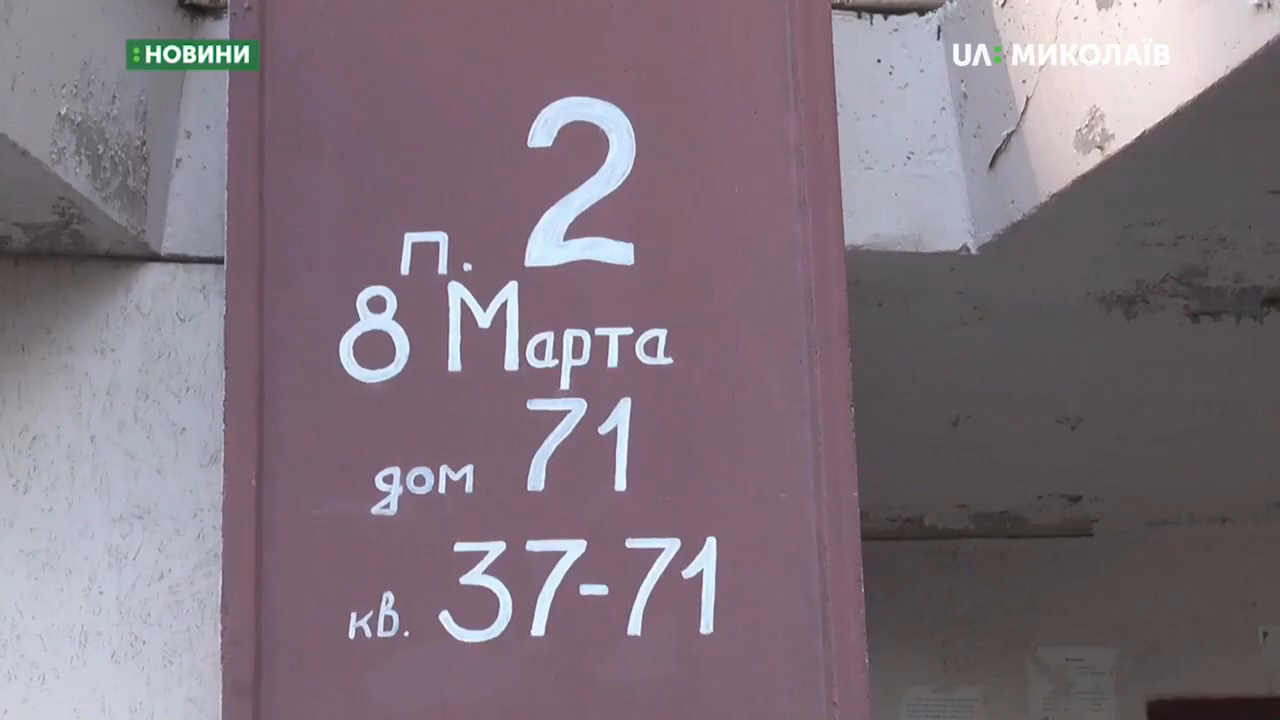 :НОВИНИ
UA: МИКОЛАЇВ
п. 2
8 Марта
дом 71
кв. 37-71